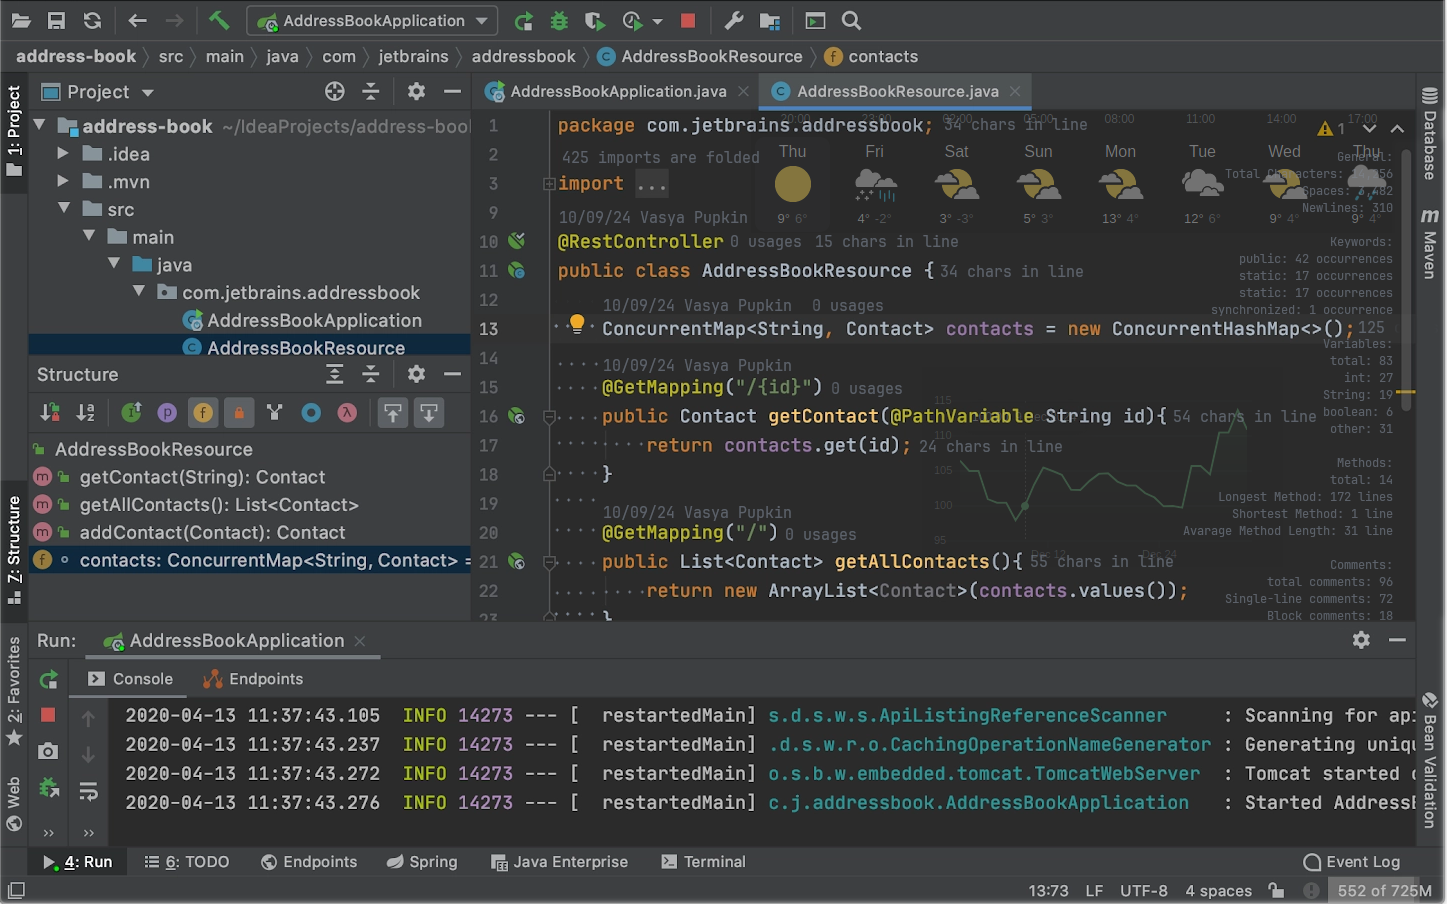 AddressBookApplication
address-book src main java com jetbrains addressbook AddressBookResource contacts
1: Project
Project
AddressBookApplication.java
AddressBookResource.java
address-book ~/IdeaProjects/address-boo
.idea
.mvn
src
main
java
com.jetbrains.addressbook
AddressBookApplication
AddressBookResource
Structure
AddressBookResource
getContact(String): Contact
getAllContacts(): List<Contact>
addContact(Contact): Contact
contacts: ConcurrentMap<String, Contact> =
7: Structure
2: Favorites
Web
1 package com.jetbrains.addressbook; 34 chars in line
20:00 23:00 02:00 05:00 08:00 11:00 14:00 17:00
1
2 425 imports are folded
3 import ...
Thu Fri Sat Sun Mon Tue Wed Thu
9° 6° 4° -2° 3° -3° 5° 3° 13° 4° 12° 6° 9° 4° 9° 4°
9 10/09/24 Vasya Pupkin
10 @RestController 0 usages 15 chars in line
11 public class AddressBookResource { 34 chars in line
12 10/09/24 Vasya Pupkin 0 usages
13 ConcurrentMap<String, Contact> contacts = new ConcurrentHashMap<>(); 125
14 10/09/24 Vasya Pupkin
15 @GetMapping("/{id}") 0 usages
16 public Contact getContact(@PathVariable String id){ 54 chars in line
17 return contacts.get(id); 24 chars in line
18 }
19 10/09/24 Vasya Pupkin
20 @GetMapping("/") 0 usages
21 public List<Contact> getAllContacts(){ 55 chars in line
22 return new ArrayList<Contact>(contacts.values());
23 }
115
110
105
100
95
Dec 12
Dec 24
General:
Newlines: 310
Keywords:
public: 42 occurrences
static: 17 occurrences
static: 17 occurrences
synchronized: 1 occurrence
Variables:
total: 83
int: 27
String: 19
boolean: 6
other: 31
Methods:
total: 14
Longest Method: 172 lines
Shortest Method: 1 line
Avarage Method Length: 31 line
Comments:
total comments: 96
Single-line comments: 72
Block comments: 18
Database
m Maven
Bean Validation
Run: AddressBookApplication
Console Endpoints
2020-04-13 11:37:43.105 INFO 14273 --- [ restartedMain] s.d.s.w.s.ApiListingReferenceScanner : Scanning for api
2020-04-13 11:37:43.237 INFO 14273 --- [ restartedMain] .d.s.w.r.o.CachingOperationNameGenerator : Generating uniqu
2020-04-13 11:37:43.272 INFO 14273 --- [ restartedMain] o.s.b.w.embedded.tomcat.TomcatWebServer : Tomcat started
2020-04-13 11:37:43.276 INFO 14273 --- [ restartedMain] c.j.addressbook.AddressBookApplication : Started AddressB
4: Run 6: TODO Endpoints Spring Java Enterprise Terminal Event Log
13:73 LF UTF-8 4 spaces 552 of 725M